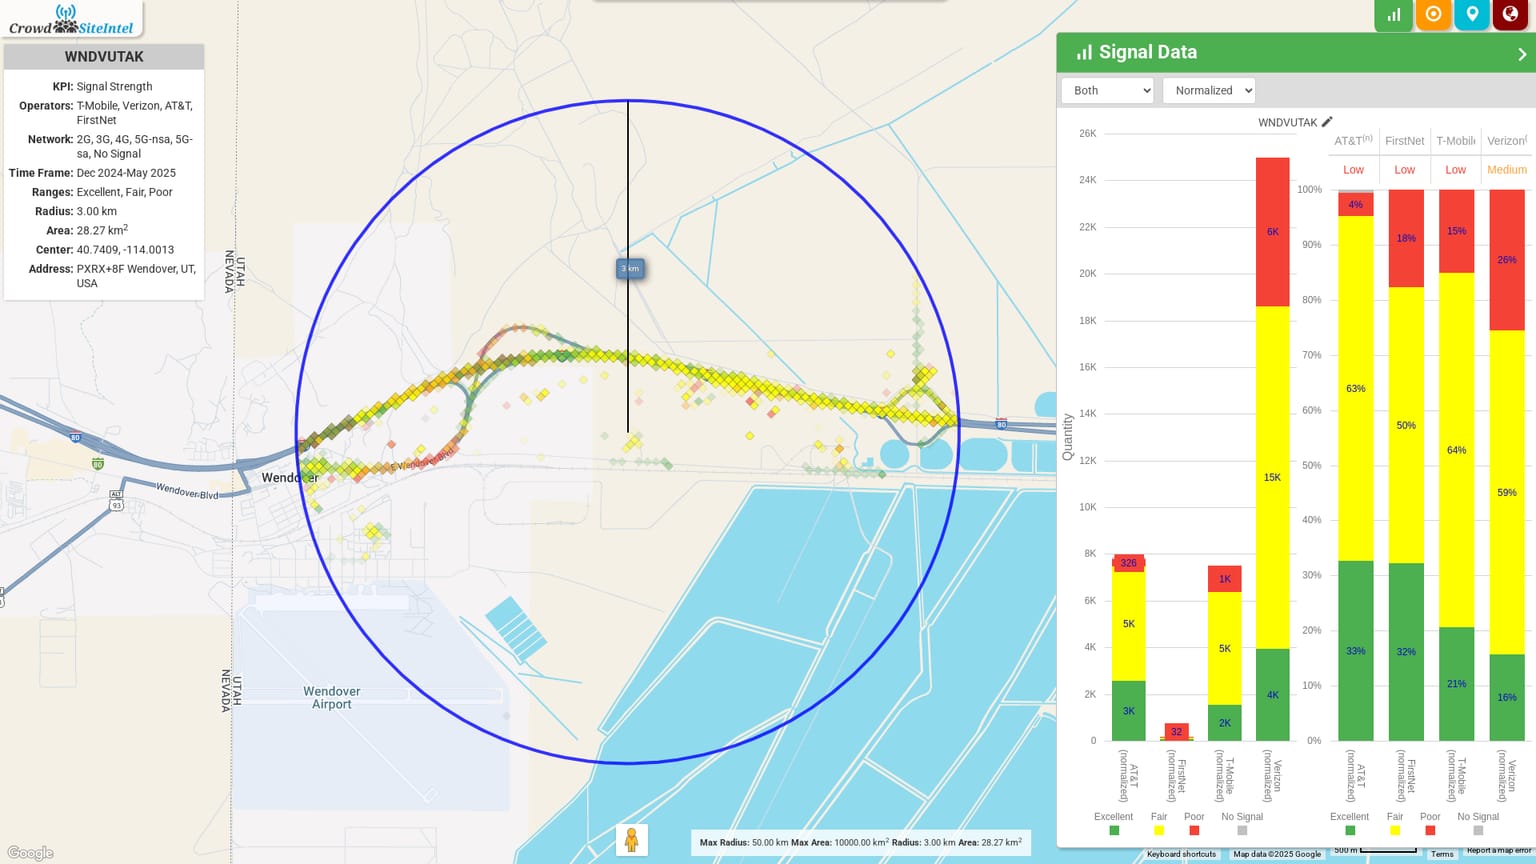 Crowd SiteIntel
WNDVUTAK
KPI: Signal Strength
Operators: T-Mobile, Verizon, AT&T,
FirstNet
Network: 2G, 3G, 4G, 5G-nsa, 5G-
sa, No Signal
Time Frame: Dec 2024-May 2025
Ranges: Excellent, Fair, Poor
Radius: 3.00 km
Area: 28.27 km²
Center: 40.7409, -114.0013
Address: PXRX+8F Wendover, UT,
USA
UTAH
NEVADA
3 km
80
80
80
ALT
93
Wendover Blvd
Wendover
E Wendover Blvd
UTAH
NEVADA
Wendover
Airport
Google
Max Radius: 50.00 km Max Area: 10000.00 km² Radius: 3.00 km Area: 28.27 km²
Signal Data
Both
Normalized
WNDVUTAK
26K
24K
22K
20K
18K
16K
14K
12K
10K
8K
6K
4K
2K
0
Quantity
326
5K
3K
32
1K
5K
2K
6K
15K
4K
AT&T
(normalized)
FirstNet
(normalized)
T-Mobile
(normalized)
Verizon
(normalized)
Excellent
Fair
Poor
No Signal
AT&T(n)
FirstNet
T-Mobile
Verizon(
Low
Low
Low
Medium
100%
90%
80%
70%
60%
50%
40%
30%
20%
10%
0%
4%
63%
33%
18%
50%
32%
15%
64%
21%
26%
59%
16%
AT&T
(normalized)
FirstNet
(normalized)
T-Mobile
(normalized)
Verizon
(normalized)
Excellent
Fair
Poor
No Signal
Keyboard shortcuts
Map data ©2025 Google
500 m
Terms
Report a map error